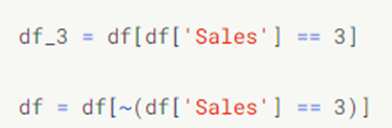 df_3 = df[df['Sales'] == 3]
df = df[~(df['Sales'] == 3)]